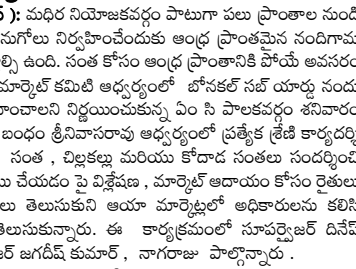 5 ): మధిర నియోజకవర్గం పాటుగా పలు ప్రాంతాల నుండి
నుగోలు నిర్వహించేందుకు ఆంధ్ర ప్రాంతమైన నందిగామ
ల్సి ఉంది. సంత కోసం ఆంధ్ర ప్రాంతానికి పోయే అవసరం
మార్కెట్ కమిటి ఆధ్వర్యంలో బోనకల్ సబ్ యార్డు నందు
హించాలని నిర్ణయించుకున్న ఏం సి పాలకవర్గం శనివారం
బంధం శ్రీనివాసరావు ఆధ్వర్యంలో ప్రత్యేక శ్రేణి కార్యదర్శి
సంత , చిల్లకల్లు మరియు కోదాడ సంతలు సందర్శించి
యి చేయడం పై విశ్లేషణ , మార్కెట్ ఆదాయం కోసం రైతులు
లు తెలుసుకుని ఆయా మార్కెట్లలో అధికారులను కలిసి
తెలుసుకున్నారు. ఈ కార్యక్రమంలో సూపర్వైజర్ దినేష్
జర్ జగదీష్ కుమార్ , నాగరాజు పాల్గొన్నారు .